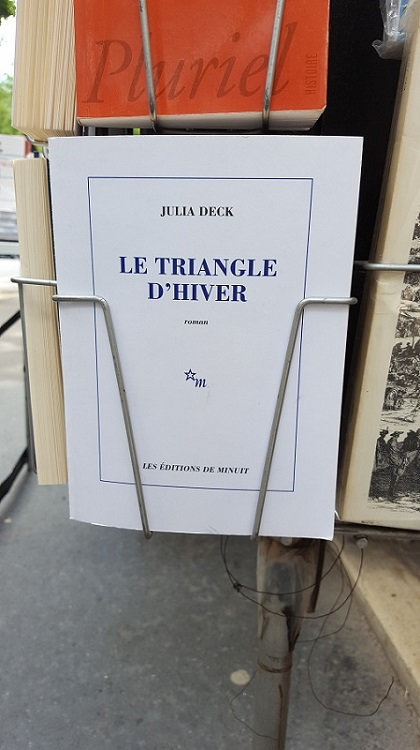 Pluriel
HISTOIRE
JULIA DECK
LE TRIANGLE
D'HIVER
roman
m
LES ÉDITIONS DE MINUIT